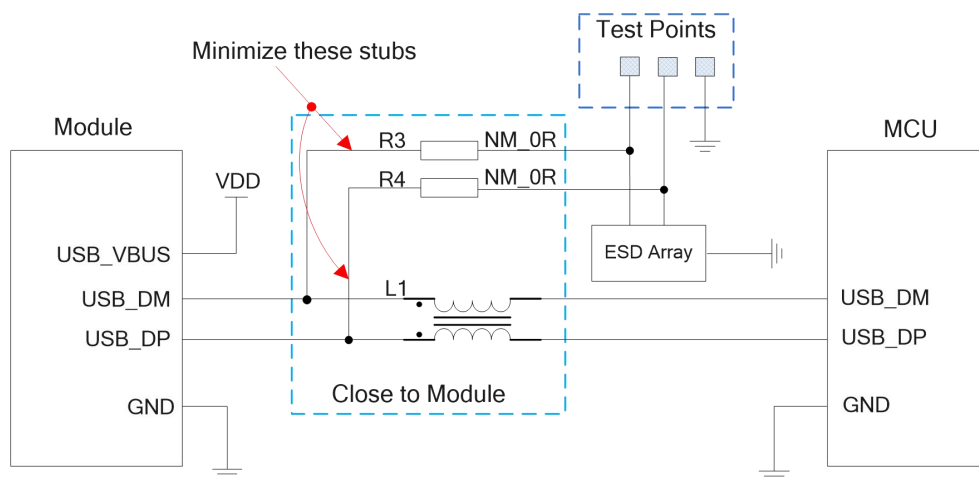 Test Points
Minimize these stubs
Module
MCU
R3
NM_0R
R4
NM_0R
VDD
ESD Array
USB_VBUS
USB_DM
L1
USB_DM
USB_DP
USB_DP
Close to Module
GND
GND